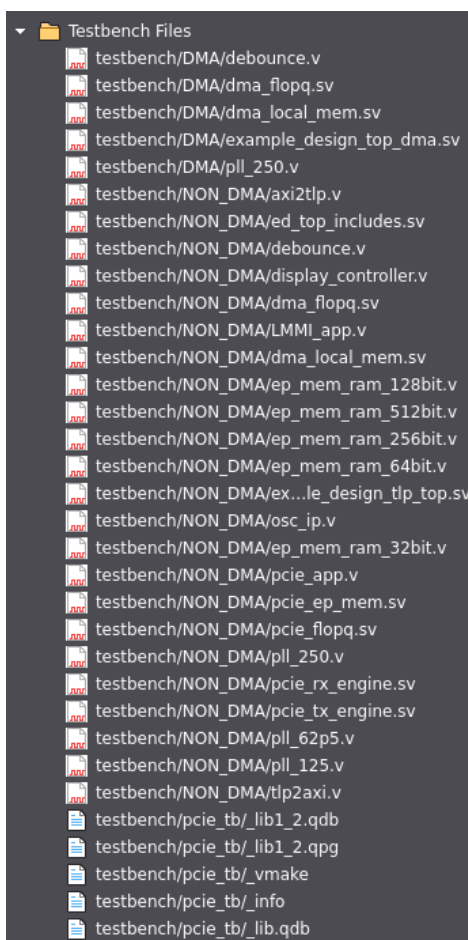 Testbench Files
testbench/DMA/debounce.v
testbench/DMA/dma_flopq.sv
testbench/DMA/dma_local_mem.sv
testbench/DMA/example_design_top_dma.sv
testbench/DMA/pll_250.v
testbench/NON_DMA/axi2tlp.v
testbench/NON_DMA/ed_top_includes.sv
testbench/NON_DMA/debounce.v
testbench/NON_DMA/display_controller.v
testbench/NON_DMA/dma_flopq.sv
testbench/NON_DMA/LMMI_app.v
testbench/NON_DMA/dma_local_mem.sv
testbench/NON_DMA/ep_mem_ram_128bit.v
testbench/NON_DMA/ep_mem_ram_512bit.v
testbench/NON_DMA/ep_mem_ram_256bit.v
testbench/NON_DMA/ep_mem_ram_64bit.v
testbench/NON_DMA/ex...le_design_tlp_top.sv
testbench/NON_DMA/osc_ip.v
testbench/NON_DMA/ep_mem_ram_32bit.v
testbench/NON_DMA/pcie_app.v
testbench/NON_DMA/pcie_ep_mem.sv
testbench/NON_DMA/pcie_flopq.sv
testbench/NON_DMA/pll_250.v
testbench/NON_DMA/pcie_rx_engine.sv
testbench/NON_DMA/pcie_tx_engine.sv
testbench/NON_DMA/pll_62p5.v
testbench/NON_DMA/pll_125.v
testbench/NON_DMA/tlp2axi.v
testbench/pcie_tb/_lib1_2.qdb
testbench/pcie_tb/_lib1_2.qpg
testbench/pcie_tb/_vmake
testbench/pcie_tb/_info
testbench/pcie_tb/_lib.qdb